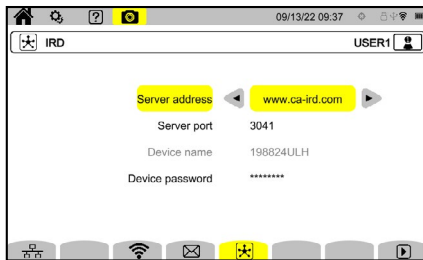 09/13/22 09:37
IRD USER1
Server address www.ca-ird.com
Server port 3041
Device name 198824ULH
Device password ********